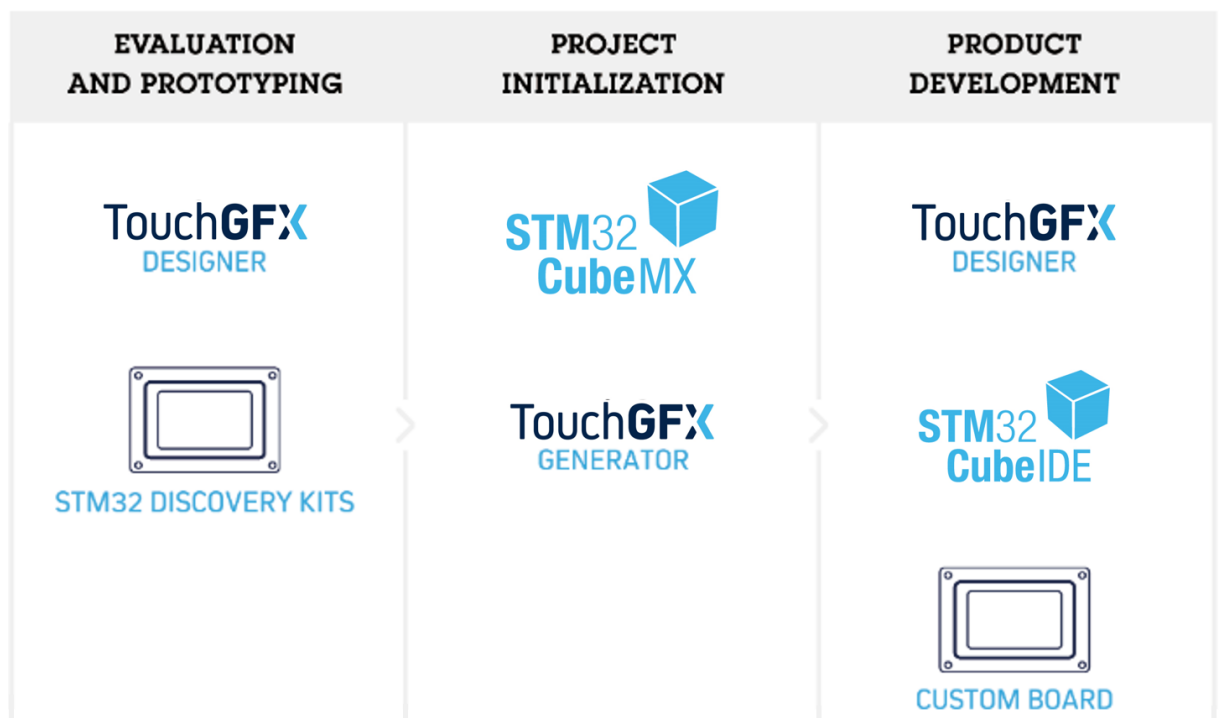 EVALUATION
AND PROTOTYPING
PROJECT
INITIALIZATION
PRODUCT
DEVELOPMENT
TouchGFX
DESIGNER
STM32 DISCOVERY KITS
STM32
CubeMX
TouchGFX
GENERATOR
TouchGFX
DESIGNER
STM32
CubeIDE
CUSTOM BOARD